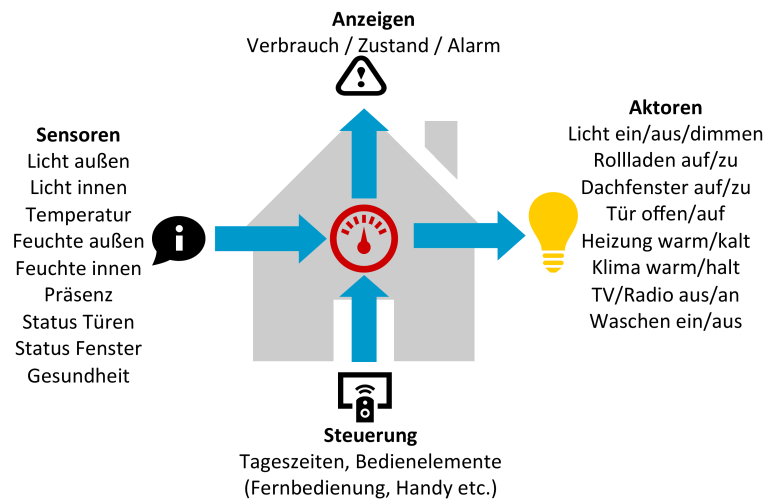 Anzeigen
Verbrauch / Zustand / Alarm
Sensoren
Licht außen
Licht innen
Temperatur
Feuchte außen
Feuchte innen
Präsenz
Status Türen
Status Fenster
Gesundheit
Aktoren
Licht ein/aus/dimmen
Rollladen auf/zu
Dachfenster auf/zu
Tür offen/auf
Heizung warm/kalt
Klima warm/halt
TV/Radio aus/an
Waschen ein/aus
Steuerung
Tageszeiten, Bedienelemente
(Fernbedienung, Handy etc.)